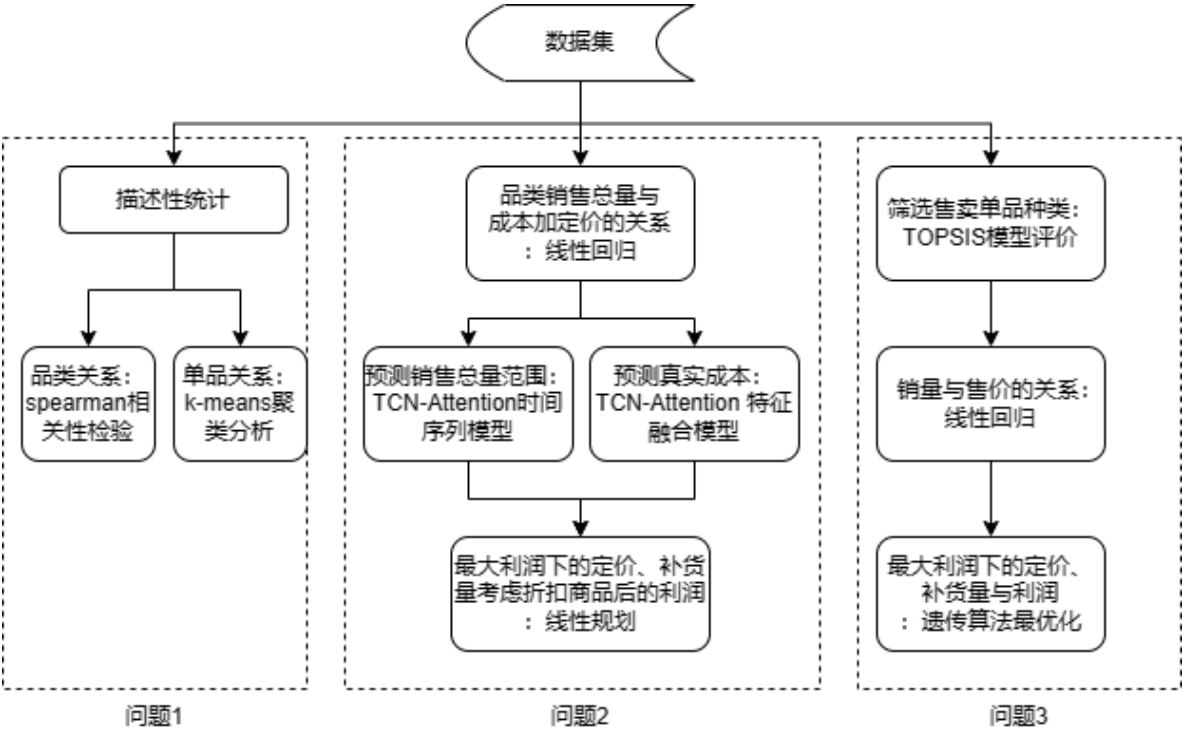 数据集
描述性统计
品类关系：
spearman相
关性检验
单品关系：
k-means聚
类分析
问题1
品类销售总量与
成本加定价的关系
：线性回归
预测销售总量范围：
TCN-Attention时间
序列模型
预测真实成本：
TCN-Attention 特征
融合模型
最大利润下的定价、补货
量考虑折扣商品后的利润
：线性规划
问题2
筛选售卖单品种类：
TOPSIS模型评价
销量与售价的关系：
线性回归
最大利润下的定价、
补货量与利润
：遗传算法最优化
问题3